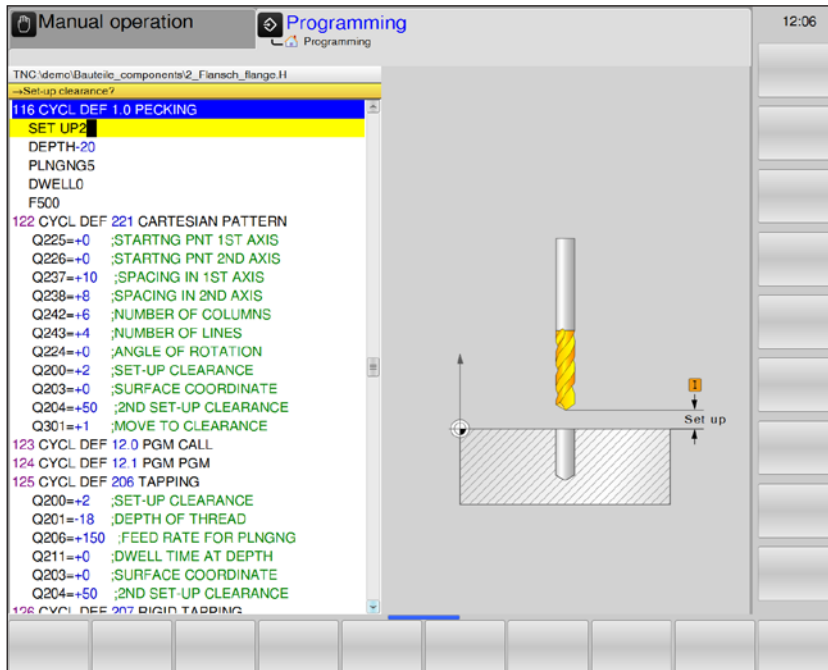 Manual operation
Programming
Programming
12:06
TNC:\demo\Bauteile_components\2_Flansch_flange.H
→Set-up clearance?
116 CYCL DEF 1.0 PECKING
SET UP2
DEPTH-20
PLNGNG5
DWELL0
F500
122 CYCL DEF 221 CARTESIAN PATTERN
Q225=+0 ;STARTNG PNT 1ST AXIS
Q226=+0 ;STARTNG PNT 2ND AXIS
Q237=+10 ;SPACING IN 1ST AXIS
Q238=+8 ;SPACING IN 2ND AXIS
Q242=+6 ;NUMBER OF COLUMNS
Q243=+4 ;NUMBER OF LINES
Q224=+0 ;ANGLE OF ROTATION
Q200=+2 ;SET-UP CLEARANCE
Q203=+0 ;SURFACE COORDINATE
Q204=+50 ;2ND SET-UP CLEARANCE
Q301=+1 ;MOVE TO CLEARANCE
123 CYCL DEF 12.0 PGM CALL
124 CYCL DEF 12.1 PGM PGM
125 CYCL DEF 206 TAPPING
Q200=+2 ;SET-UP CLEARANCE
Q201=-18 ;DEPTH OF THREAD
Q206=+150 ;FEED RATE FOR PLNGNG
Q211=+0 ;DWELL TIME AT DEPTH
Q203=+0 ;SURFACE COORDINATE
Q204=+50 ;2ND SET-UP CLEARANCE
126 CYCL DEF 207 RIGID TAPPING
I
Set up